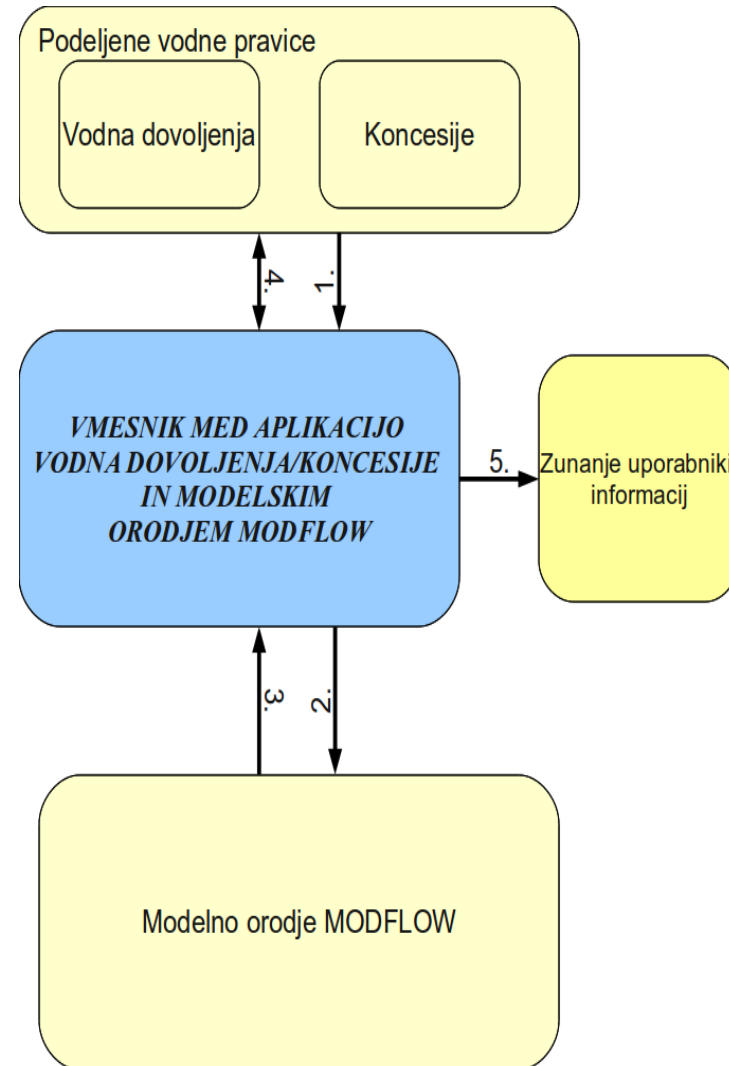 Podeljene vodne pravice
Vodna dovoljenja
Koncesije
4.
1.
VMESNIK MED APLIKACIJO
VODNA DOVOLJENJA/KONCESIJE
IN MODELSKIM
ORODJEM MODFLOW
5.
Zunanje uporabniki
informacij
3.
2.
Modelno orodje MODFLOW